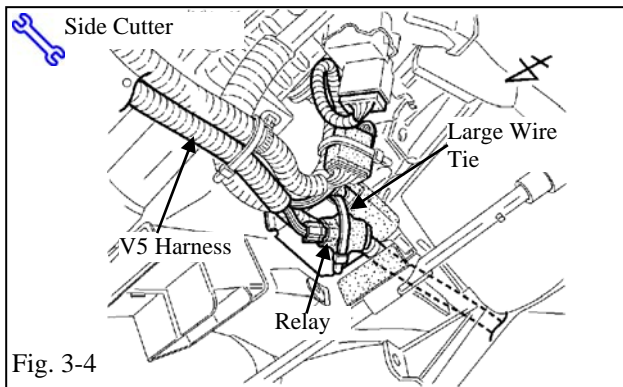 Side Cutter
Large Wire
Tie
V5 Harness
Relay
Fig. 3-4